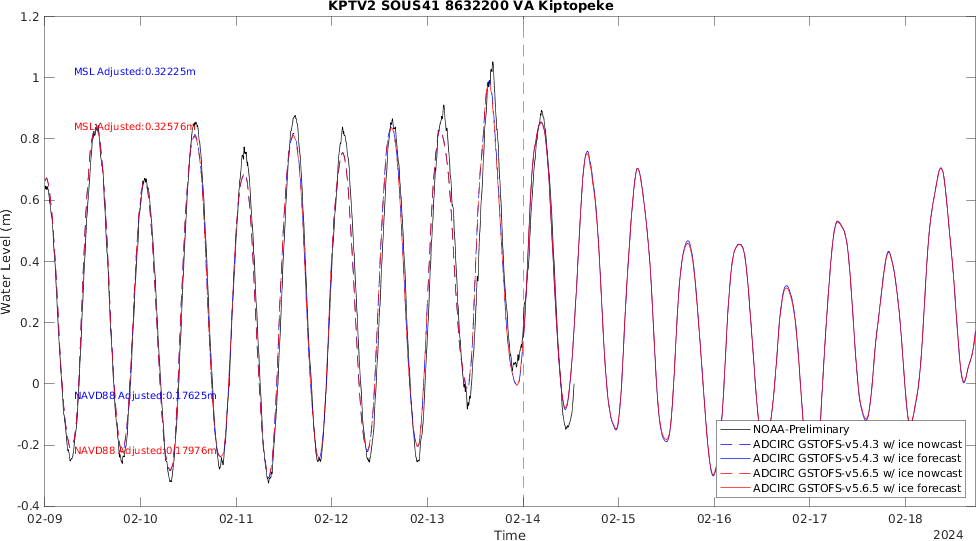 KPTV2 SOUS41 8632200 VA Kiptopeke
1.2
1
0.8
0.6
0.4
0.2
0
-0.2
-0.4
Water Level (m)
MSL Adjusted:0.32225m
MSL Adjusted:0.32576m
NAVD88 Adjusted:0.17625m
NAVD88 Adjusted:0.17976m
NOAA-Preliminary
ADCIRC GSTOFS-v5.4.3 w/ ice nowcast
ADCIRC GSTOFS-v5.4.3 w/ ice forecast
ADCIRC GSTOFS-v5.6.5 w/ ice nowcast
ADCIRC GSTOFS-v5.6.5 w/ ice forecast
02-09 02-10 02-11 02-12 02-13 02-14 02-15 02-16 02-17 02-18
Time
2024